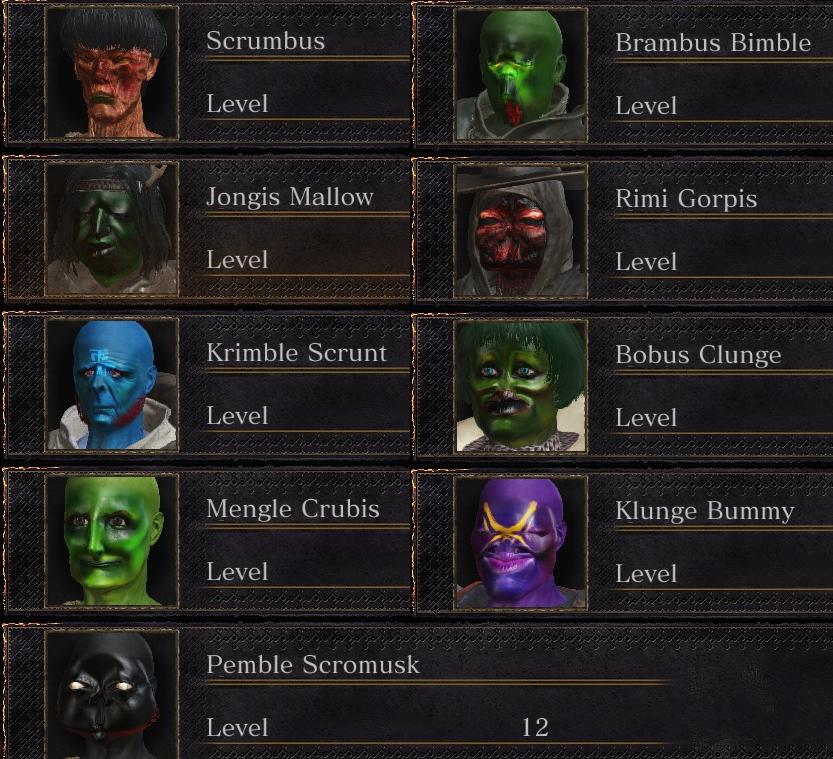 Scrumbus
Level
Brambus Bimble
Level
Jongis Mallow
Level
Rimi Gorpis
Level
Krimble Scrunt
Level
Bobus Clunge
Level
Mengle Crubis
Level
Klunge Bummy
Level
Pemble Scromusk
Level 12